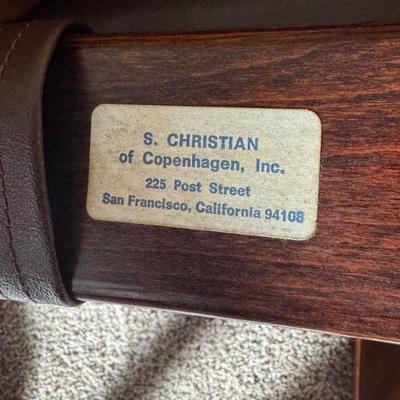 S. CHRISTIAN
of Copenhagen, Inc.
225 Post Street
San Francisco, California 94108